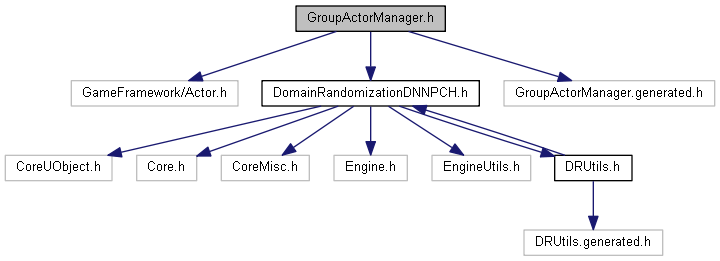 GroupActorManager.h
GameFramework/Actor.h
DomainRandomizationDNNPCH.h
GroupActorManager.generated.h
CoreUObject.h
Core.h
CoreMisc.h
Engine.h
EngineUtils.h
DRUtils.h
DRUtils.generated.h